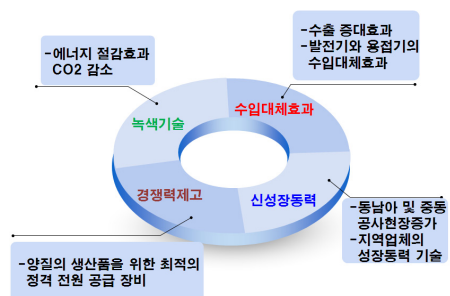 -에너지 절감효과
CO2 감소
-수출 증대효과
-발전기와 용접기의
수입대체효과
녹색기술
수입대체효과
경쟁력제고
신성장동력
-동남아 및 중동
공사현장증가
-지역업체의
성장동력 기술
-양질의 생산품을 위한 최적의
정격 전원 공급 장비